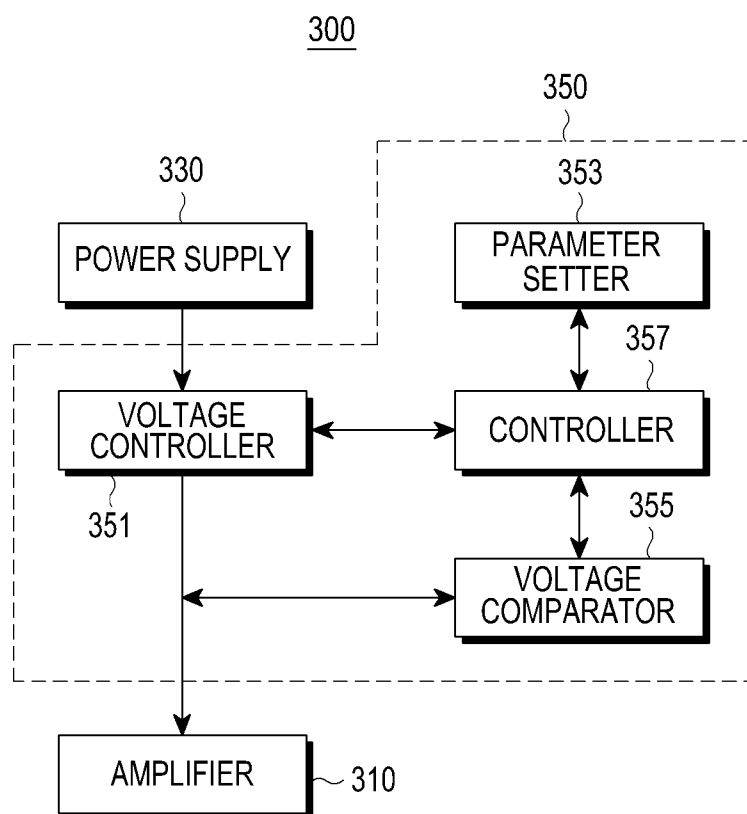 300
350
330
353
POWER SUPPLY
PARAMETER
SETTER
357
VOLTAGE
CONTROLLER
CONTROLLER
351
355
VOLTAGE
COMPARATOR
AMPLIFIER
310